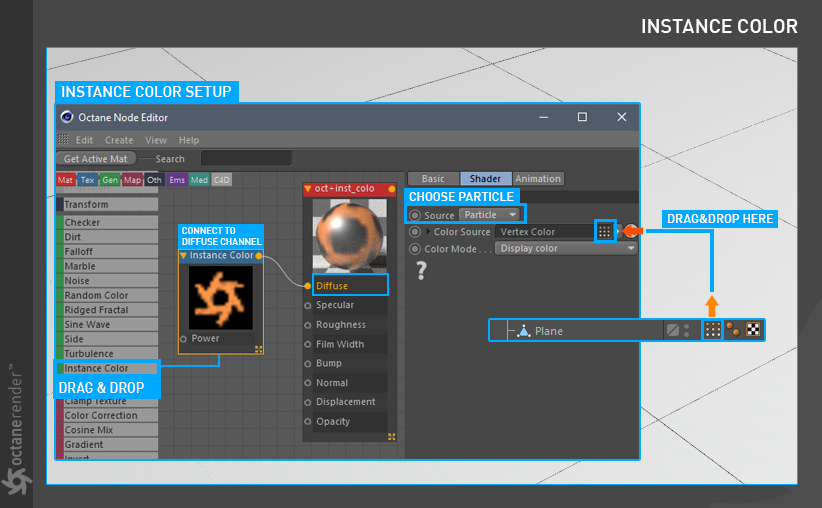 INSTANCE COLOR
INSTANCE COLOR SETUP
Octane Node Editor
Edit Create View Help
Get Active Mat Search
Mat Tex Gen Map Oth Ems Med C4D
Transform
Checker
Dirt
Falloff
Marble
Noise
Random Color
Ridged Fractal
Sine Wave
Side
Turbulence
Instance Color
DRAG & DROP
Clamp Texture
Color Correction
Cosine Mix
Gradient
Invert
CONNECT TO
DIFFUSE CHANNEL
Instance Color
Power
oct+inst_colo
Diffuse
Specular
Roughness
Film Width
Bump
Normal
Displacement
Opacity
Basic Shader Animation
CHOOSE PARTICLE
Source Particle
Color Source Vertex Color
Color Mode . . . Display color
?
DRAG&DROP HERE
Plane
octanerender™